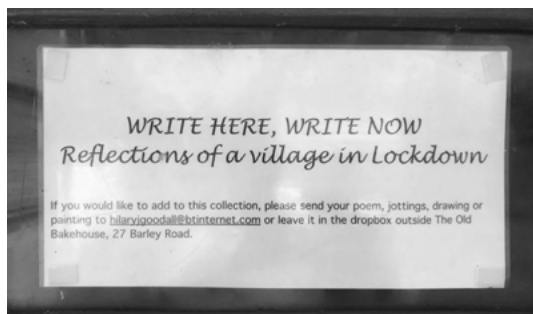 WRITE HERE, WRITE NOW
Reflections of a village in Lockdown
If you would like to add to this collection, please send your poem, jottings, drawing or
painting to hilaryjgoodall@btinternet.com or leave it in the dropbox outside The Old
Bakehouse, 27 Barley Road.